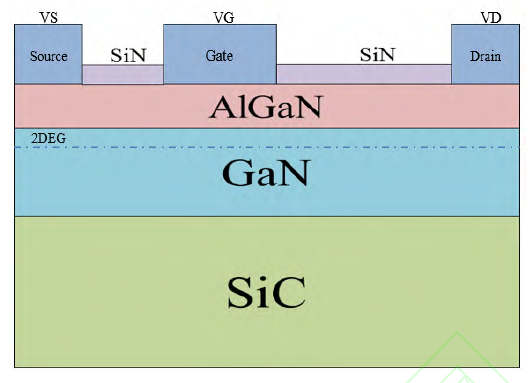 VS VG VD
Source SiN Gate SiN Drain
AlGaN
2DEG
GaN
SiC